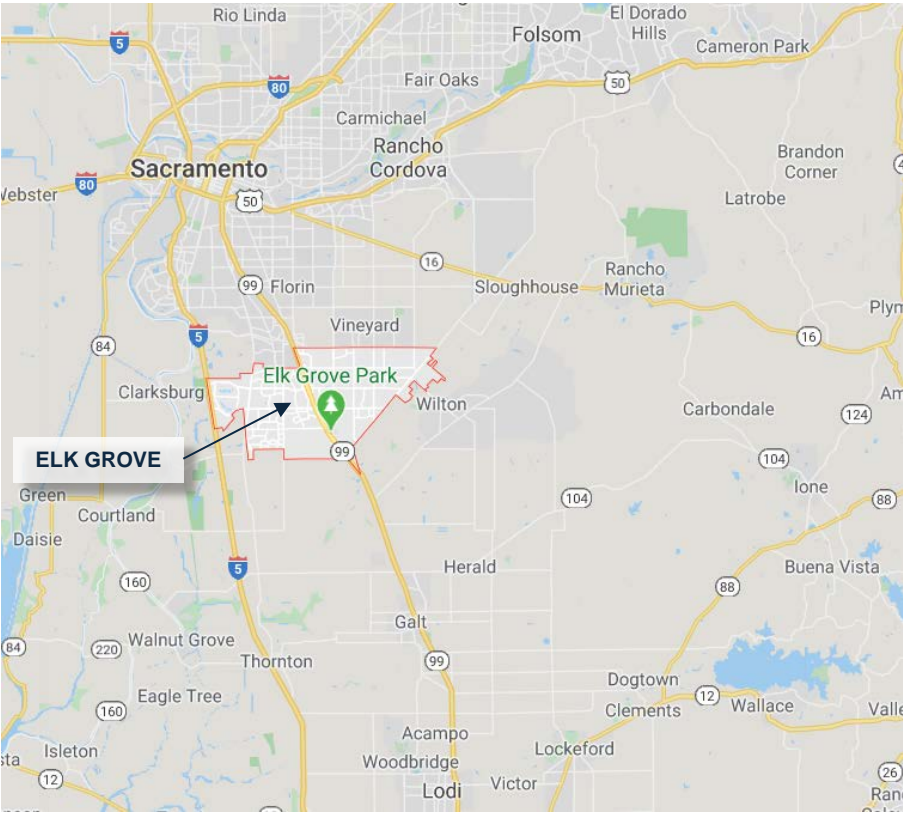 Rio Linda
El Dorado
Hills
5
Folsom
Cameron Park
80
Fair Oaks
50
Carmichael
Rancho
Cordova
Brandon
Corner
Sacramento
80
Webster
50
Latrobe
16
99
Florin
Sloughhouse
Rancho
Murieta
Vineyard
5
16
84
Elk Grove Park
Clarksburg
Wilton
Carbondale
124
ELK GROVE
99
104
Green
104
Ione
88
Courtland
Daisie
5
Herald
Buena Vista
160
88
Galt
84
220
Walnut Grove
Thornton
99
Dogtown
Eagle Tree
12
Wallace
160
Clements
Acampo
Isleton
Woodbridge
Lockeford
12
Lodi
Victor
26